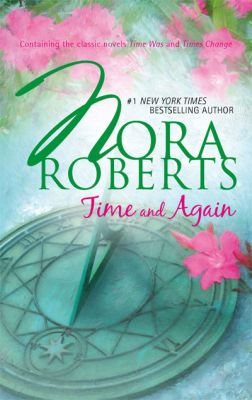 Containing the classic novels Time Was and Times Change
#1 NEW YORK TIMES
BESTSELLING AUTHOR
NORA
ROBERTS
Time and Again